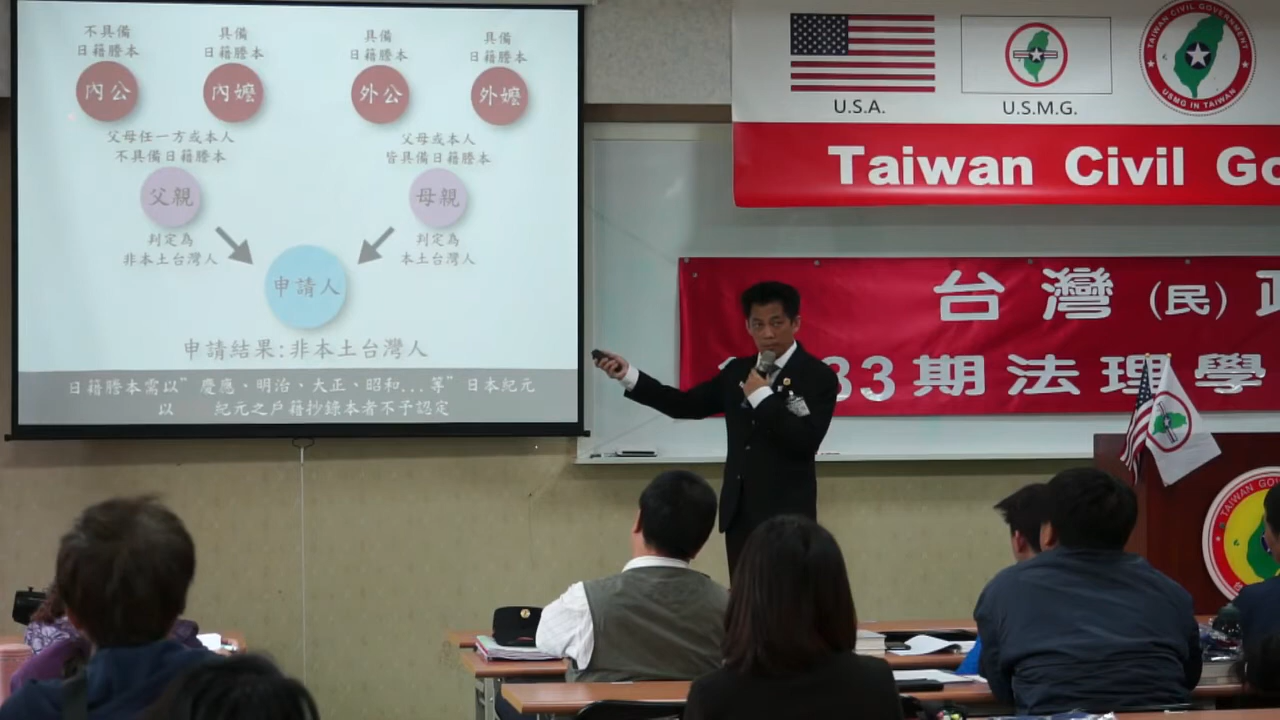 不具備
日籍謄本
具備
日籍謄本
具備
日籍謄本
具備
日籍謄本
內公
內嬤
外公
外嬤
父母任一方或本人
不具備日籍謄本
父母或本人
皆具備日籍謄本
父親
母親
判定為
非本土台灣人
判定為
本土台灣人
申請人
申請結果:非本土台灣人
日籍謄本需以"慶應、明治、大正、昭和...等"日本紀元
以 紀元之戶籍抄錄本者不予認定
U.S.A.
U.S.M.G.
TAIWAN CIVIL GOVERNMENT
USMG IN TAIWAN
Taiwan Civil Go
台灣(民)政
33期法理學
TAIWAN GOV